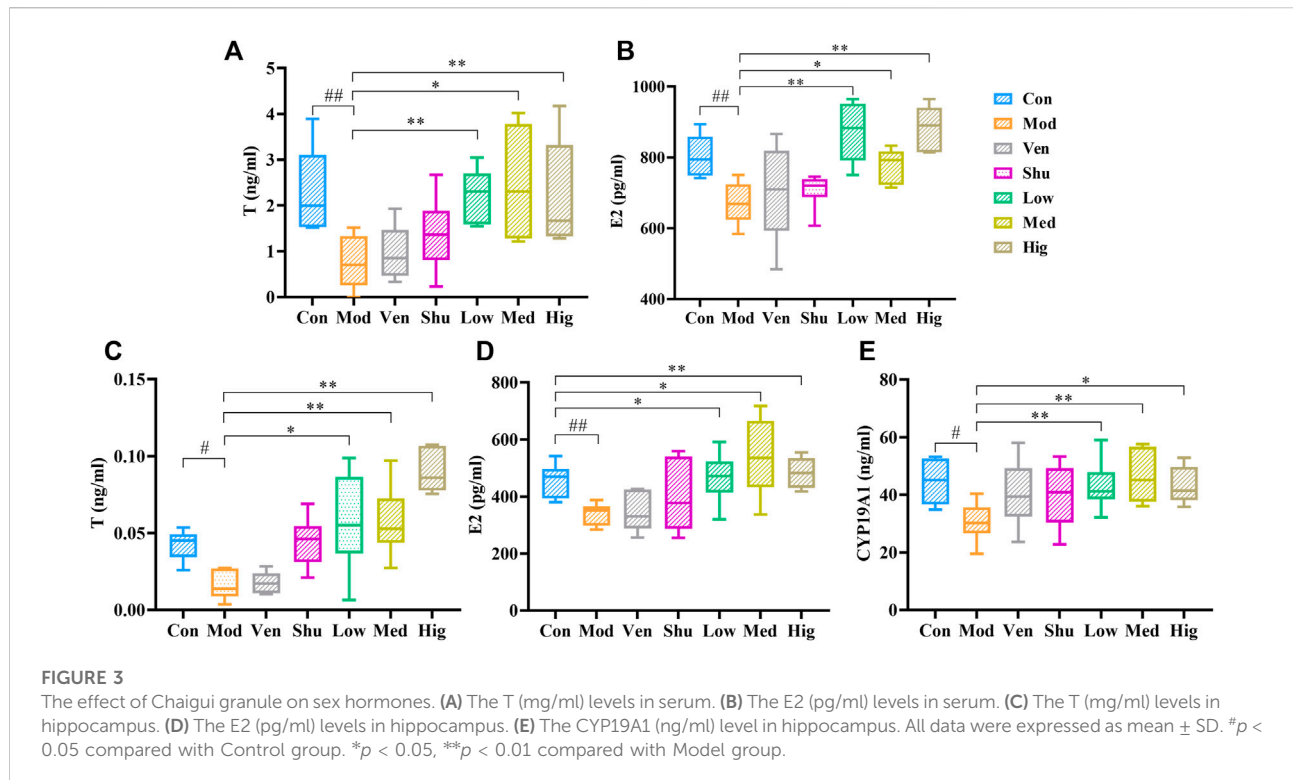 A
T (ng/ml)
5
4
3
2
1
0
##
**
*
**
Con Mod Ven Shu Low Med Hig
B
E2 (pg/ml)
1000
800
600
400
##
**
*
**
Con Mod Ven Shu Low Med Hig
Con
Mod
Ven
Shu
Low
Med
Hig
C
T (ng/ml)
0.15
0.10
0.05
0.00
#
*
**
**
Con Mod Ven Shu Low Med Hig
D
E2 (pg/ml)
800
600
400
200
0
##
*
*
**
Con Mod Ven Shu Low Med Hig
E
CYP19A1 (ng/ml)
80
60
40
20
0
#
**
**
*
Con Mod Ven Shu Low Med Hig
FIGURE 3
The effect of Chaigui granule on sex hormones. (A) The T (mg/ml) levels in serum. (B) The E2 (pg/ml) levels in serum. (C) The T (mg/ml) levels in
hippocampus. (D) The E2 (pg/ml) levels in hippocampus. (E) The CYP19A1 (ng/ml) level in hippocampus. All data were expressed as mean ± SD. #p <
0.05 compared with Control group. *p < 0.05, **p < 0.01 compared with Model group.